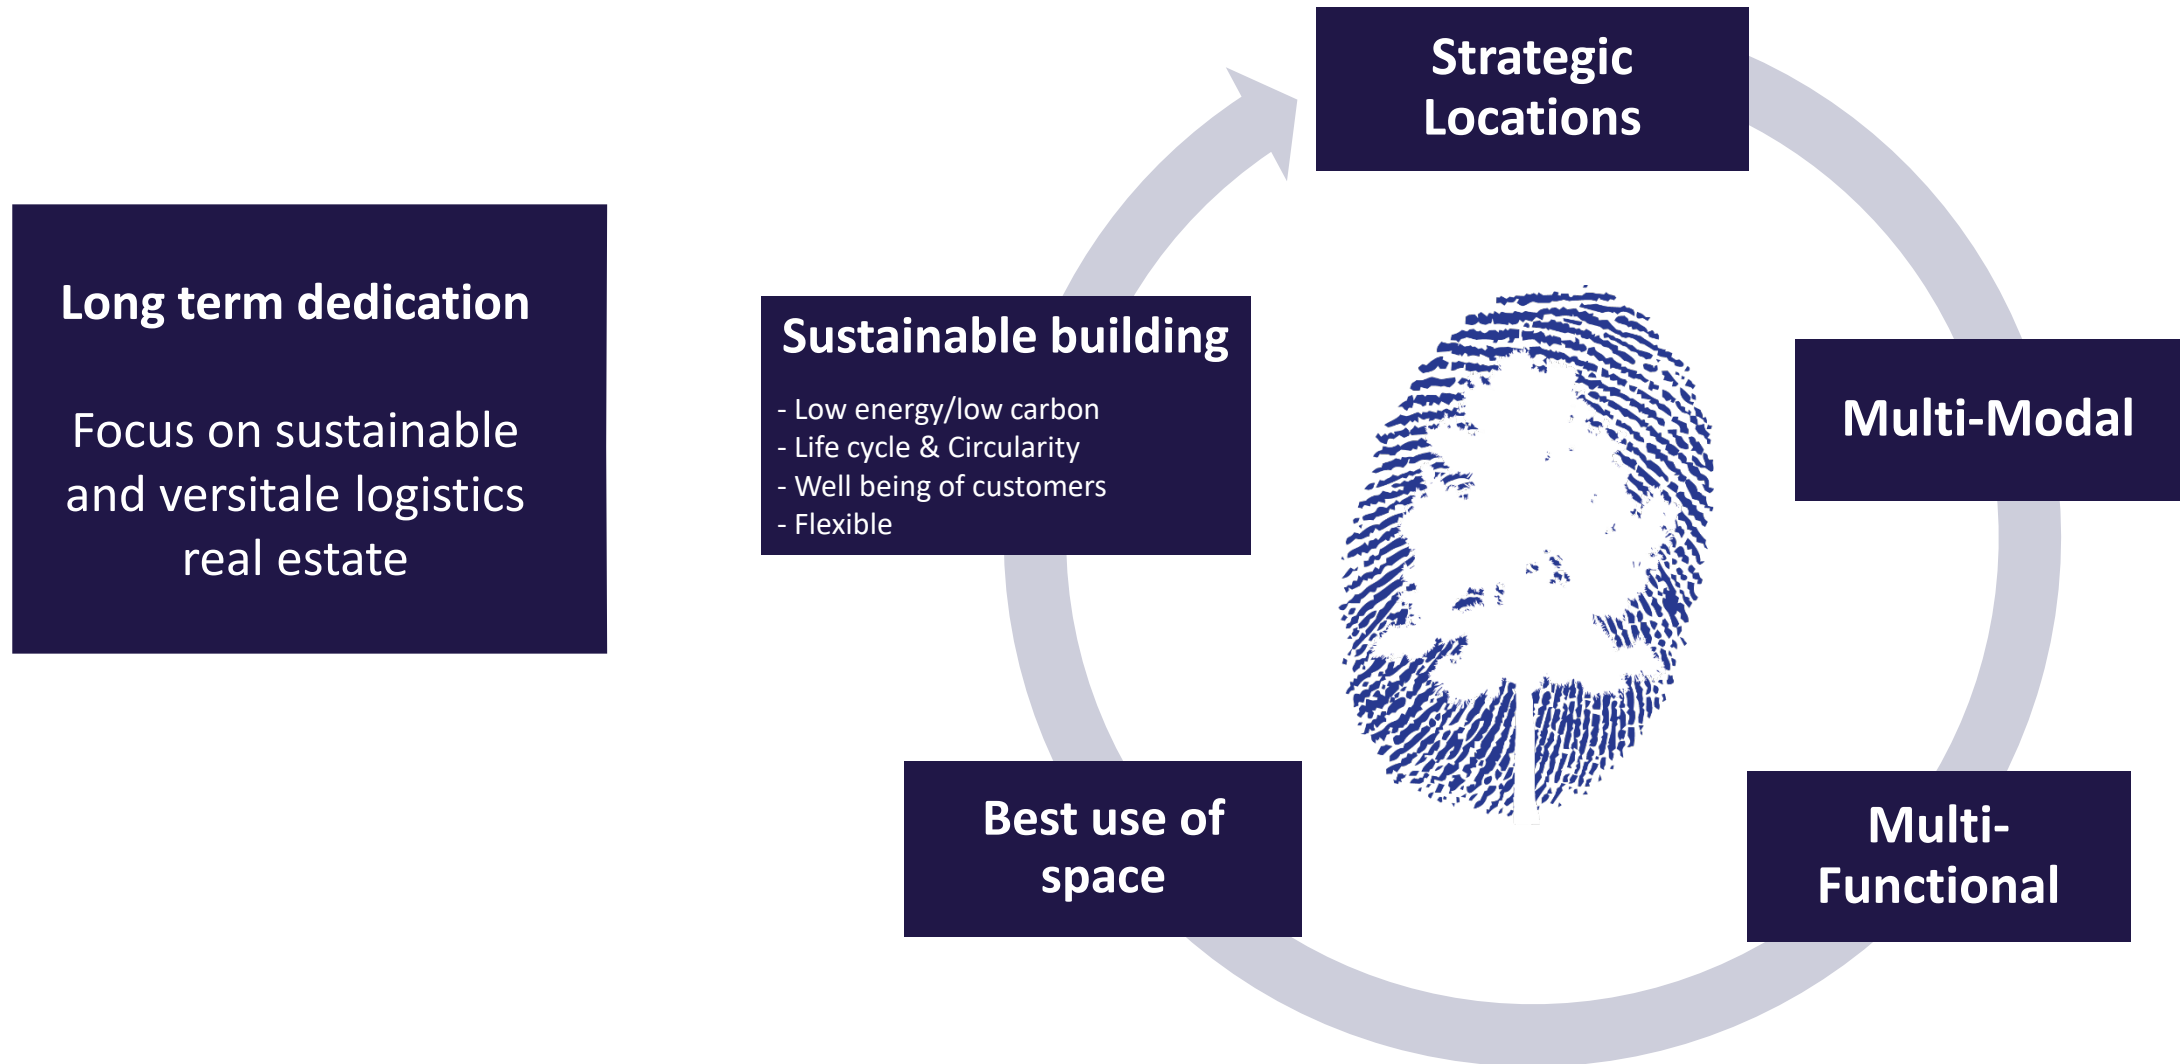 Long term dedication
Focus on sustainable
and versitale logistics
real estate
Strategic
Locations
Multi-Modal
Multi-
Functional
Best use of
space
Sustainable building
- Low energy/low carbon
- Life cycle & Circularity
- Well being of customers
- Flexible